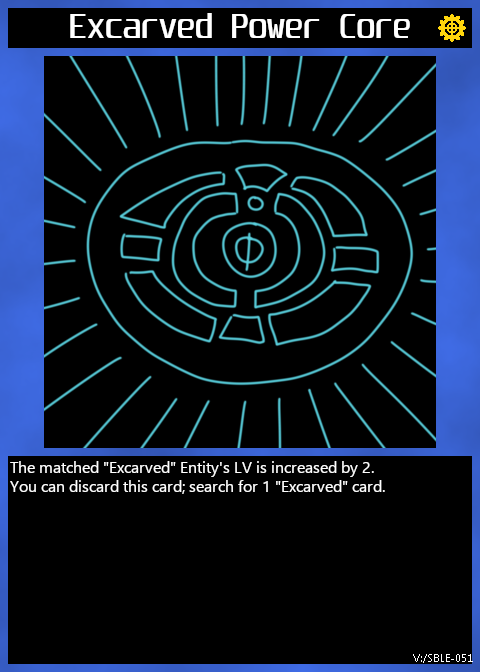 Excarved Power Core
The matched "Excarved" Entity's LV is increased by 2.
You can discard this card; search for 1 "Excarved" card.
V:/SBLE-051